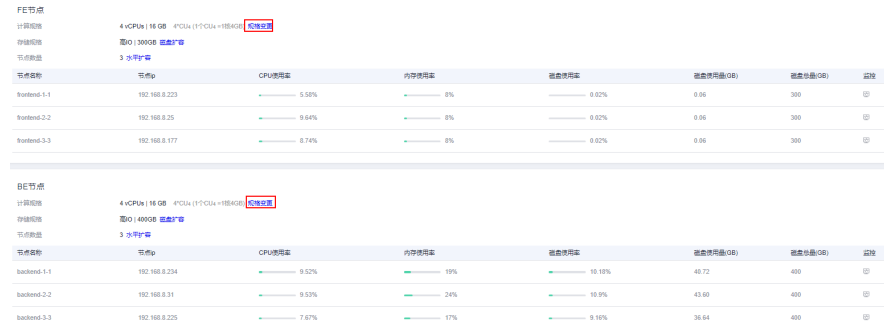 FE节点
计算规格 4 vCPUs | 16 GB 4*CU4 (1个CU4 =1核4GB) 规格变更
存储规格 高IO | 300GB 磁盘扩容
节点数量 3 水平扩容
节点名称 节点ip CPU使用率 内存使用率 磁盘使用率 磁盘使用量(GB) 磁盘总量(GB) 监控
frontend-1-1 192.168.8.223 5.58% 8% 0.02% 0.06 300
frontend-2-2 192.168.8.25 9.64% 8% 0.02% 0.06 300
frontend-3-3 192.168.8.177 8.74% 8% 0.02% 0.06 300
BE节点
计算规格 4 vCPUs | 16 GB 4*CU4 (1个CU4 =1核4GB) 规格变更
存储规格 高IO | 400GB 磁盘扩容
节点数量 3 水平扩容
节点名称 节点ip CPU使用率 内存使用率 磁盘使用率 磁盘使用量(GB) 磁盘总量(GB) 监控
backend-1-1 192.168.8.234 9.52% 19% 10.18% 40.72 400
backend-2-2 192.168.8.31 9.53% 24% 10.9% 43.60 400
backend-3-3 192.168.8.225 7.67% 17% 9.16% 36.64 400